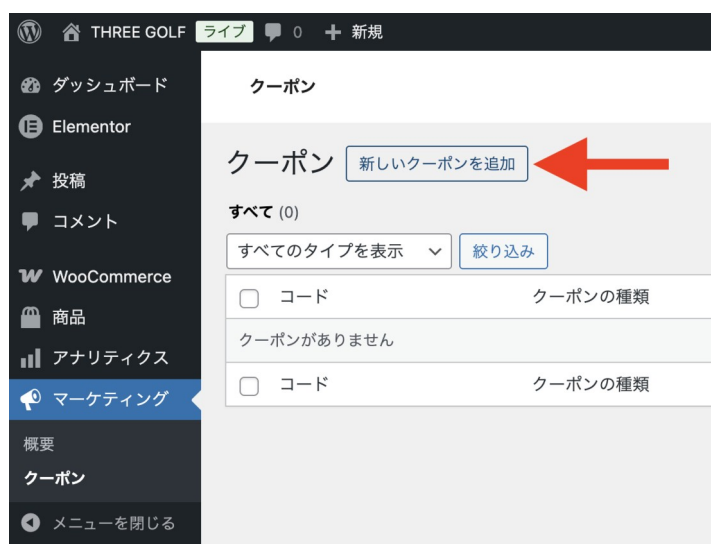 THREE GOLF ライブ 0 新規
ダッシュボード
Elementor
投稿
コメント
WooCommerce
商品
アナリティクス
マーケティング
概要
クーポン
メニューを閉じる
クーポン
クーポン 新しいクーポンを追加
すべて (0)
すべてのタイプを表示 絞り込み
コード クーポンの種類
クーポンがありません
コード クーポンの種類